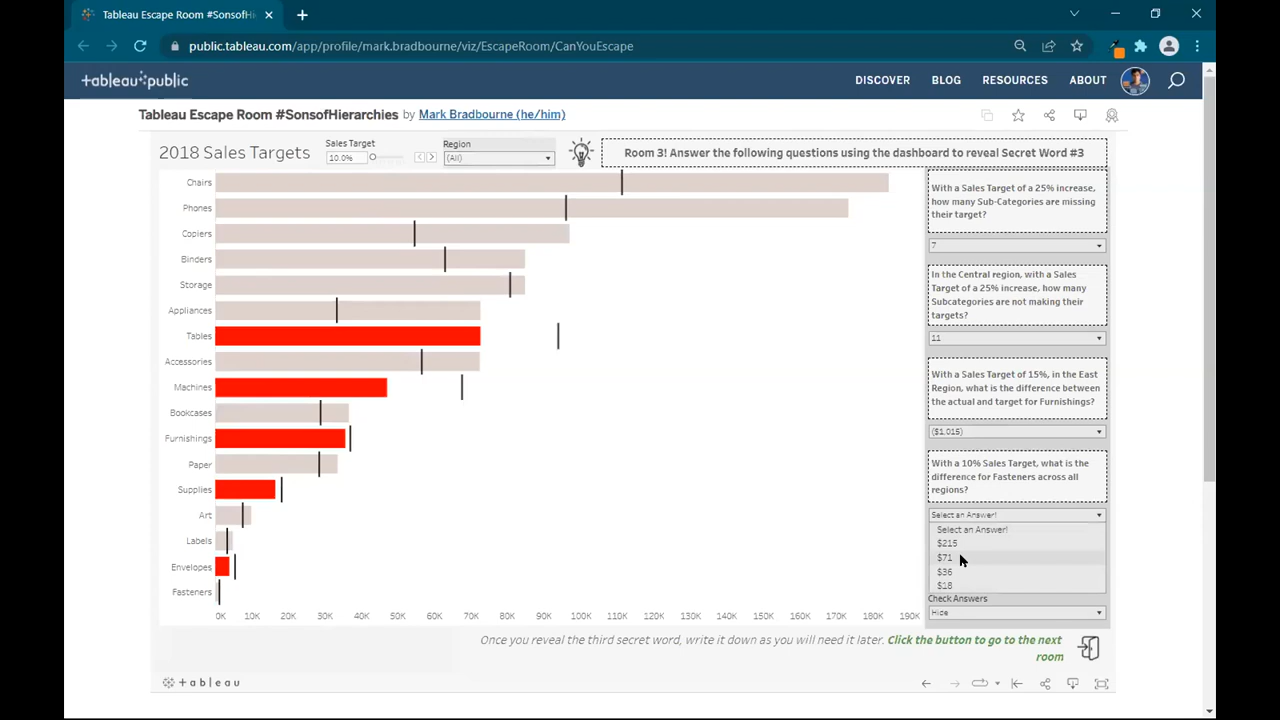 Tableau Escape Room #SonsofHi
public.tableau.com/app/profile/mark.bradbourne/viz/EscapeRoom/CanYouEscape
+ableau+public
DISCOVER BLOG RESOURCES ABOUT
Tableau Escape Room #SonsofHierarchies by Mark Bradbourne (he/him)
2018 Sales Targets
Sales Target
10.0%
Region
(All)
Room 3! Answer the following questions using the dashboard to reveal Secret Word #3
Chairs
Phones
Copiers
Binders
Storage
Appliances
Tables
Accessories
Machines
Bookcases
Furnishings
Paper
Supplies
Art
Labels
Envelopes
Fasteners
0K 10K 20K 30K 40K 50K 60K 70K 80K 90K 100K 110K 120K 130K 140K 150K 160K 170K 180K 190K
With a Sales Target of a 25% increase,
how many Sub-Categories are missing
their target?
7
In the Central region, with a Sales
Target of a 25% increase, how many
Subcategories are not making their
targets?
11
With a Sales Target of 15%, in the East
Region, what is the difference between
the actual and target for Furnishings?
($1,015)
With a 10% Sales Target, what is the
difference for Fasteners across all
regions?
Select an Answer!
Select an Answer!
$215
$71
$36
$18
Check Answers
Hide
Once you reveal the third secret word, write it down as you will need it later. Click the button to go to the next
room
+ableau